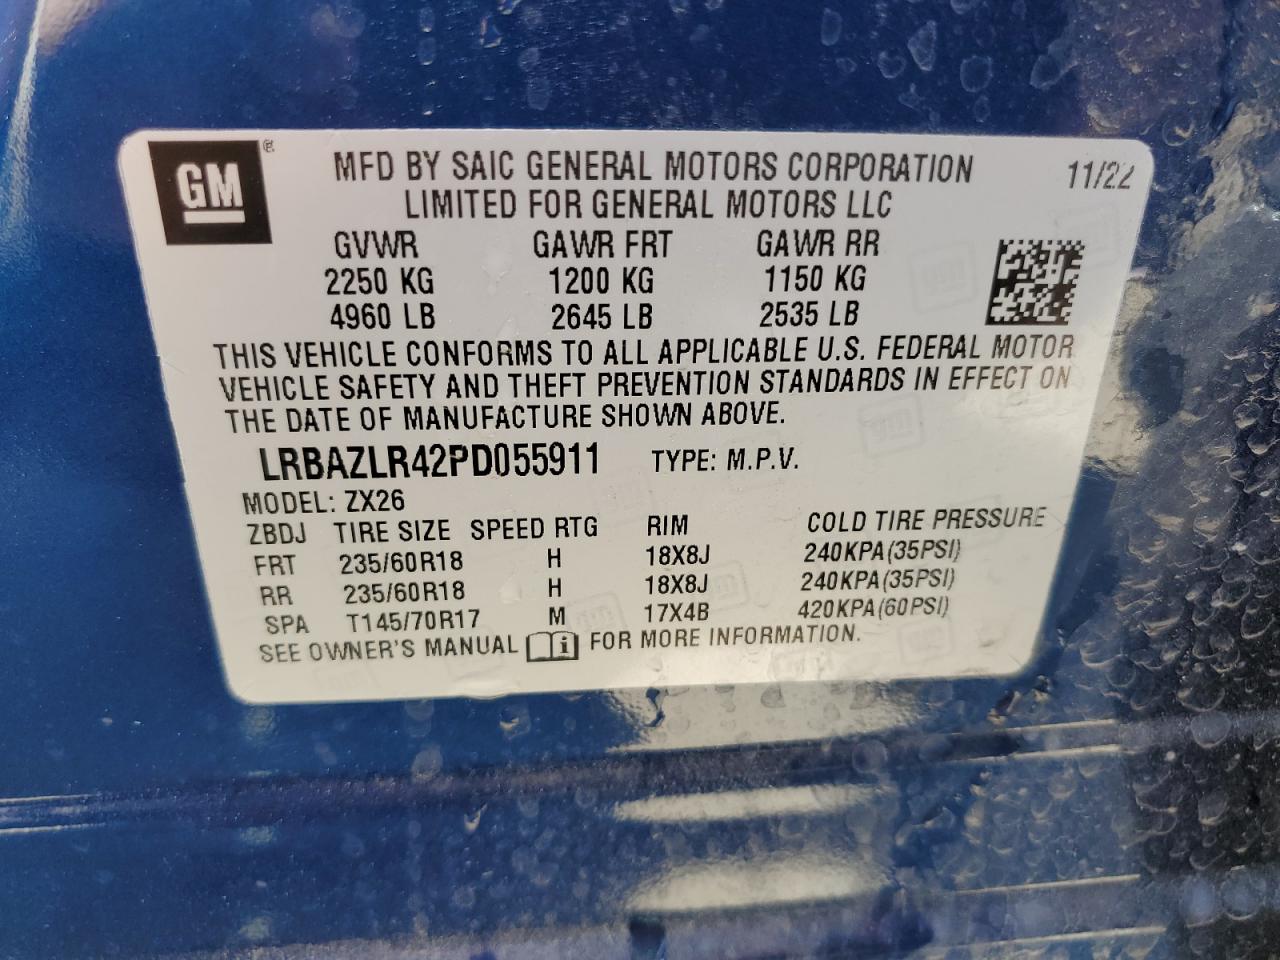 GM ®
MFD BY SAIC GENERAL MOTORS CORPORATION 11/22
LIMITED FOR GENERAL MOTORS LLC
GVWR GAWR FRT GAWR RR
2250 KG 1200 KG 1150 KG
4960 LB 2645 LB 2535 LB
THIS VEHICLE CONFORMS TO ALL APPLICABLE U.S. FEDERAL MOTOR
VEHICLE SAFETY AND THEFT PREVENTION STANDARDS IN EFFECT ON
THE DATE OF MANUFACTURE SHOWN ABOVE.
LRBAZLR42PD055911 TYPE: M.P.V.
MODEL: ZX26
ZBDJ TIRE SIZE SPEED RTG RIM COLD TIRE PRESSURE
FRT 235/60R18 H 18X8J 240KPA(35PSI)
RR 235/60R18 H 18X8J 240KPA(35PSI)
SPA T145/70R17 M 17X4B 420KPA(60PSI)
SEE OWNER'S MANUAL i FOR MORE INFORMATION.